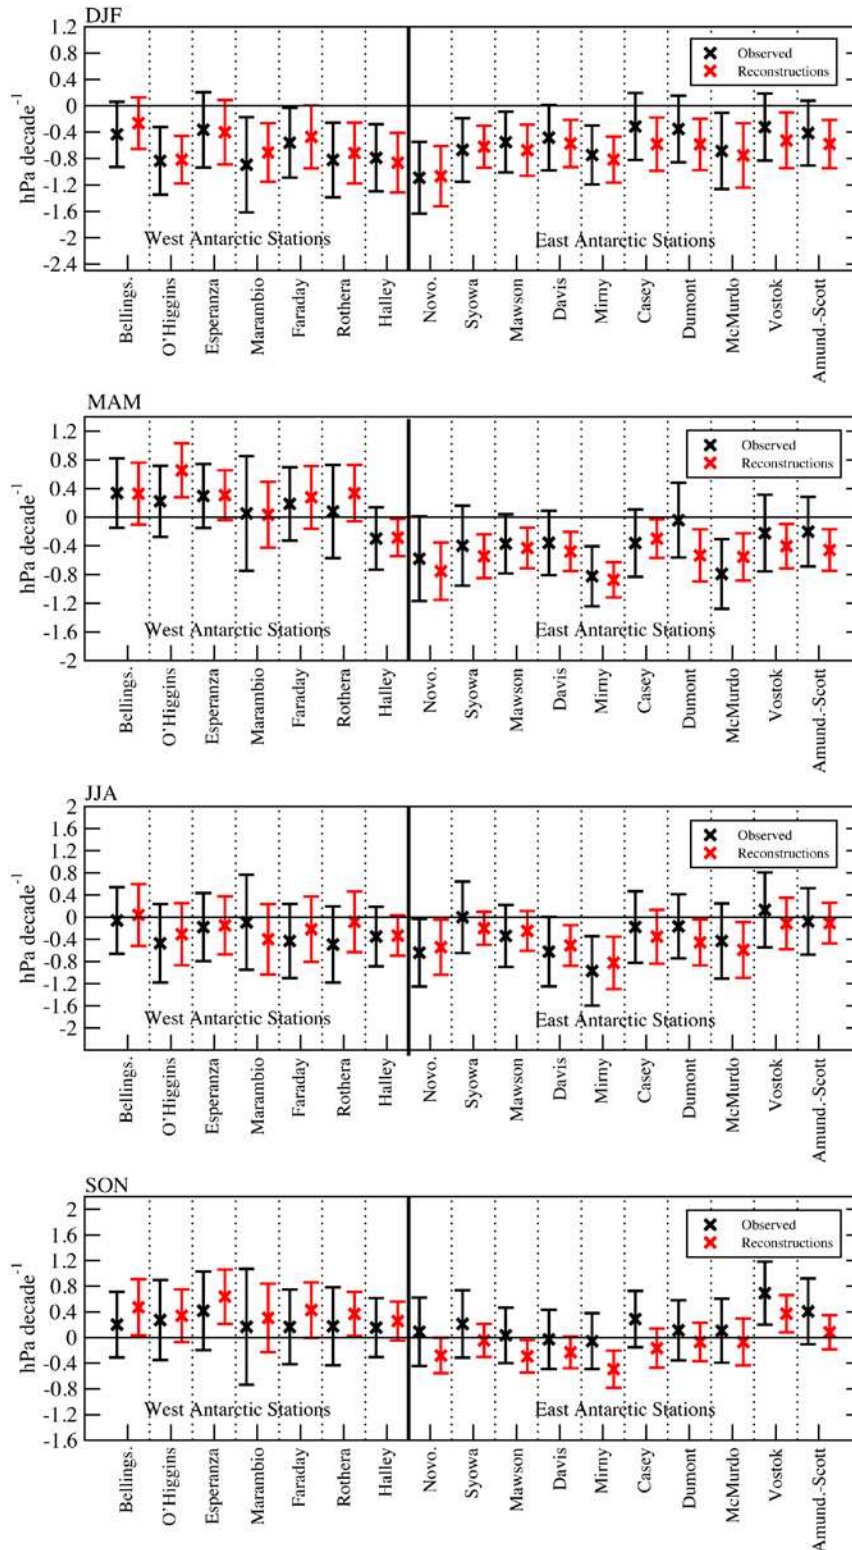 DJF
1.2
0.8
0.4
0
-0.4
-0.8
-1.2
-1.6
-2
-2.4
hPa decade-1
Observed
Reconstructions
West Antarctic Stations
East Antarctic Stations
Bellings.
O'Higgins
Esperanza
Marambio
Faraday
Rothera
Halley
Novo.
Syowa
Mawson
Davis
Mirny
Casey
Dumont
McMurdo
Vostok
Amund.-Scott
MAM
1.2
0.8
0.4
0
-0.4
-0.8
-1.2
-1.6
-2
hPa decade-1
Observed
Reconstructions
West Antarctic Stations
East Antarctic Stations
Bellings.
O'Higgins
Esperanza
Marambio
Faraday
Rothera
Halley
Novo.
Syowa
Mawson
Davis
Mirny
Casey
Dumont
McMurdo
Vostok
Amund.-Scott
JJA
2
1.6
1.2
0.8
0.4
0
-0.4
-0.8
-1.2
-1.6
-2
hPa decade-1
Observed
Reconstructions
West Antarctic Stations
East Antarctic Stations
Bellings.
O'Higgins
Esperanza
Marambio
Faraday
Rothera
Halley
Novo.
Syowa
Mawson
Davis
Mirny
Casey
Dumont
McMurdo
Vostok
Amund.-Scott
SON
2
1.6
1.2
0.8
0.4
0
-0.4
-0.8
-1.2
-1.6
hPa decade-1
Observed
Reconstructions
West Antarctic Stations
East Antarctic Stations
Bellings.
O'Higgins
Esperanza
Marambio
Faraday
Rothera
Halley
Novo.
Syowa
Mawson
Davis
Mirny
Casey
Dumont
McMurdo
Vostok
Amund.-Scott